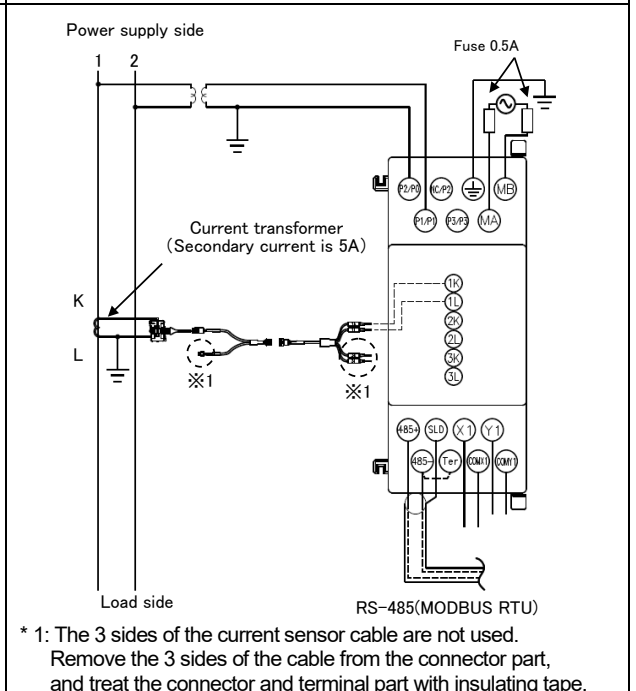 Power supply side
1 2
Fuse 0.5A
P2/P0 NC/P2 MB
P1/P1 P3/P3 MA
Current transformer
(Secondary current is 5A)
K
L
1K
1L
2K
2L
3K
3L
※1
※1
485+ SLD X1 Y1
485- Ter COMX1 COMY1
Load side
RS-485(MODBUS RTU)
* 1: The 3 sides of the current sensor cable are not used.
Remove the 3 sides of the cable from the connector part,
and treat the connector and terminal part with insulating tape.